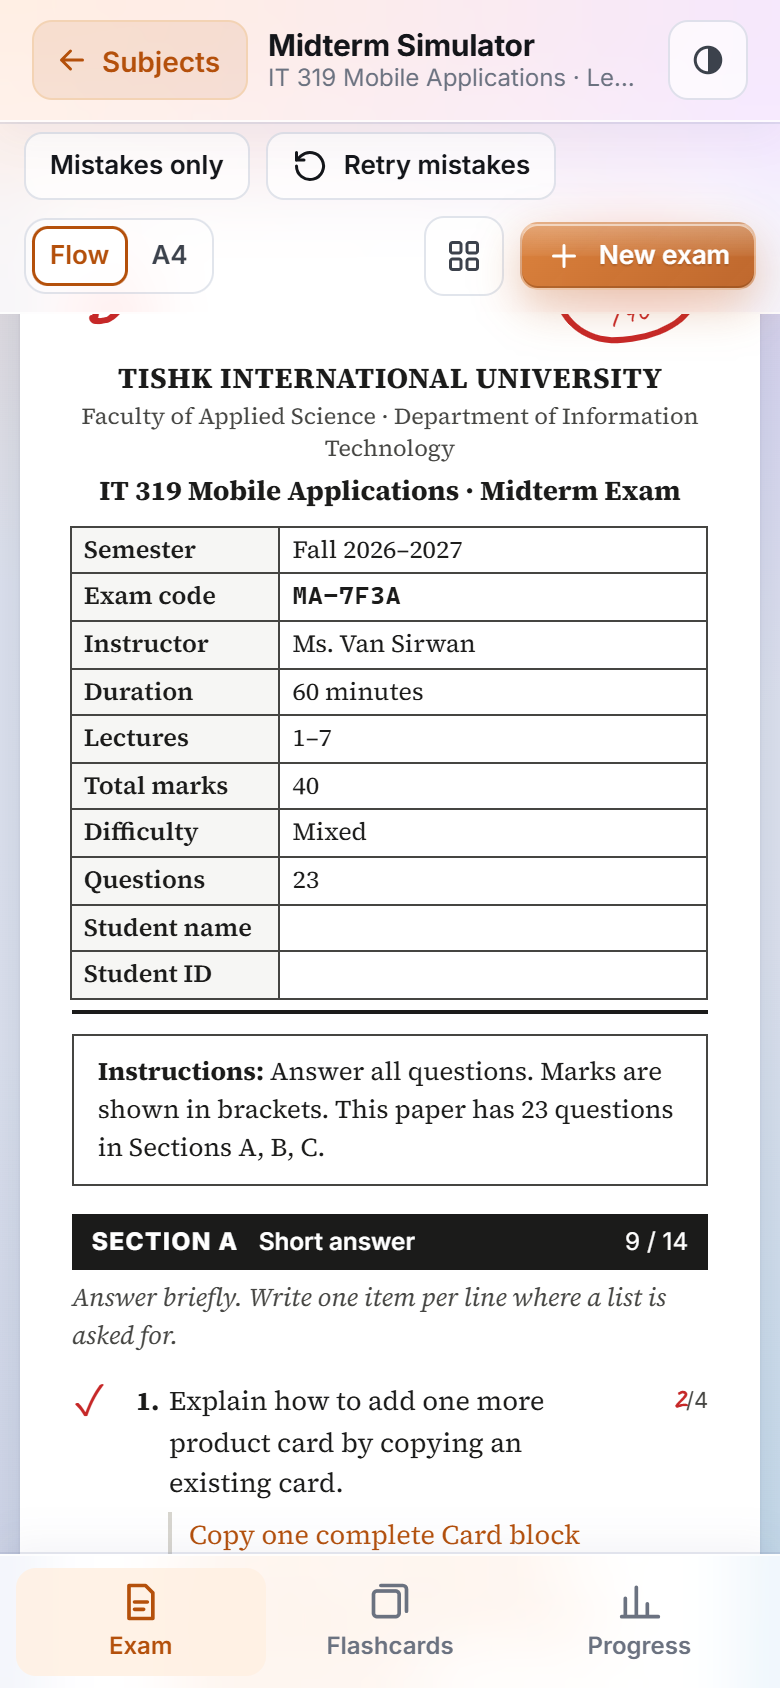 Subjects
Midterm Simulator
IT 319 Mobile Applications · Le...
Mistakes only
Retry mistakes
Flow
A4
New exam
TISHK INTERNATIONAL UNIVERSITY
Faculty of Applied Science · Department of Information
Technology
IT 319 Mobile Applications · Midterm Exam
Semester Fall 2026–2027
Exam code MA-7F3A
Instructor Ms. Van Sirwan
Duration 60 minutes
Lectures 1–7
Total marks 40
Difficulty Mixed
Questions 23
Student name
Student ID
Instructions: Answer all questions. Marks are
shown in brackets. This paper has 23 questions
in Sections A, B, C.
SECTION A Short answer 9 / 14
Answer briefly. Write one item per line where a list is
asked for.
1. Explain how to add one more 2/4
product card by copying an
existing card.
Copy one complete Card block
Exam
Flashcards
Progress